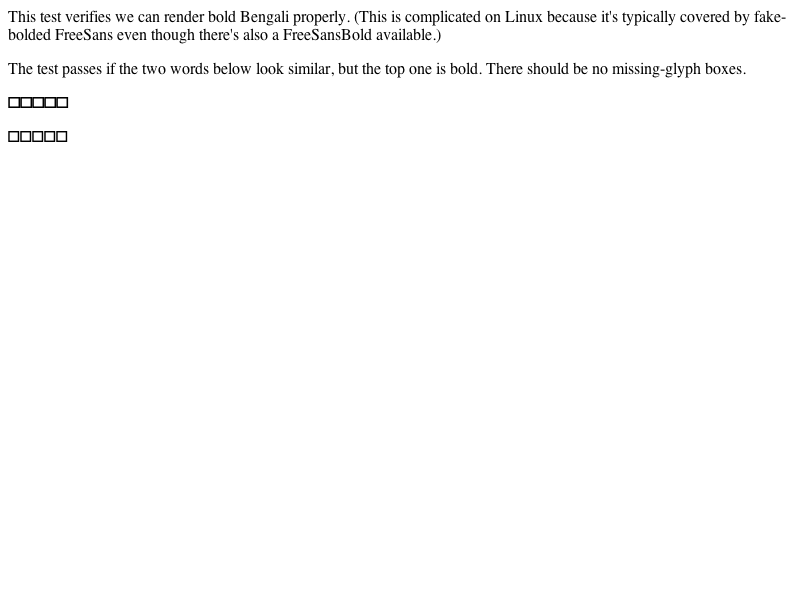 This test verifies we can render bold Bengali properly. (This is complicated on Linux because it's typically covered by fake-
bolded FreeSans even though there's also a FreeSansBold available.)
The test passes if the two words below look similar, but the top one is bold. There should be no missing-glyph boxes.